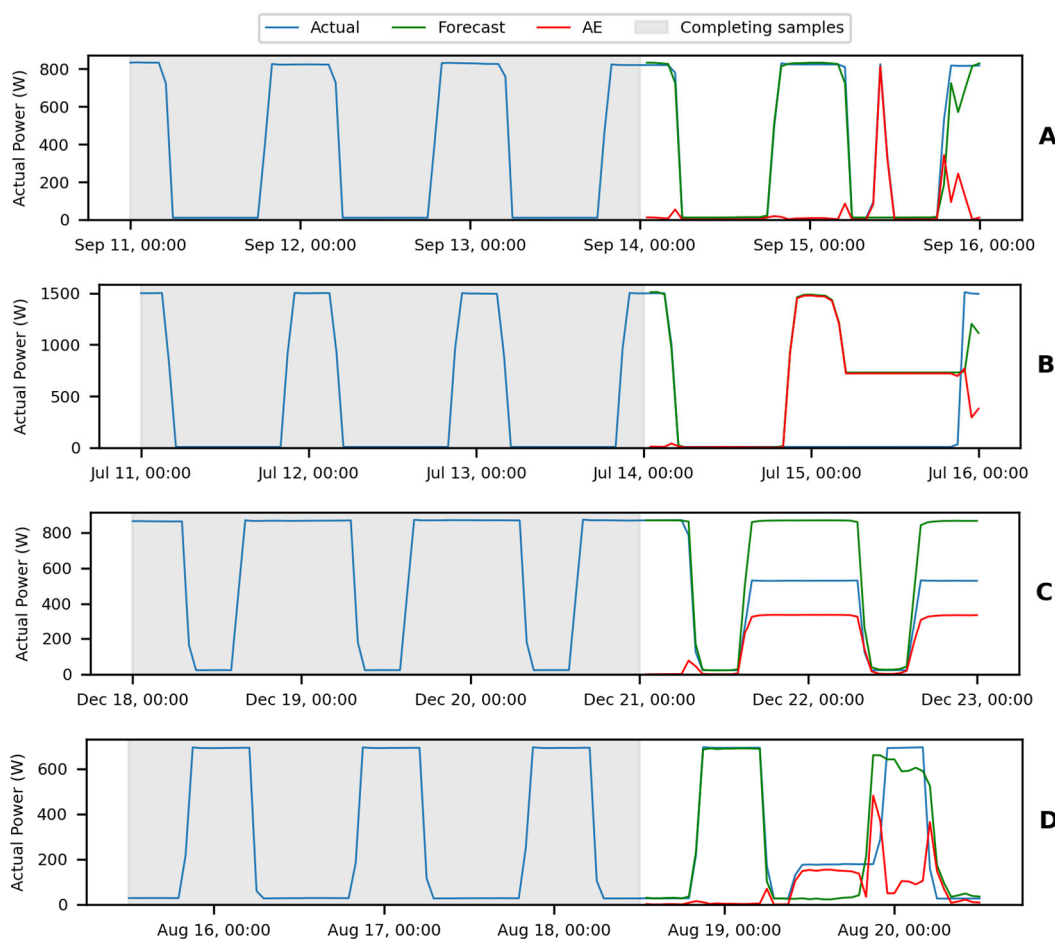 Actual Forecast AE Completing samples
Actual Power (W)
800
600
400
200
0
Sep 11, 00:00 Sep 12, 00:00 Sep 13, 00:00 Sep 14, 00:00 Sep 15, 00:00 Sep 16, 00:00
A
Actual Power (W)
1500
1000
500
0
Jul 11, 00:00 Jul 12, 00:00 Jul 13, 00:00 Jul 14, 00:00 Jul 15, 00:00 Jul 16, 00:00
B
Actual Power (W)
800
600
400
200
0
Dec 18, 00:00 Dec 19, 00:00 Dec 20, 00:00 Dec 21, 00:00 Dec 22, 00:00 Dec 23, 00:00
C
Actual Power (W)
600
400
200
0
Aug 16, 00:00 Aug 17, 00:00 Aug 18, 00:00 Aug 19, 00:00 Aug 20, 00:00
D